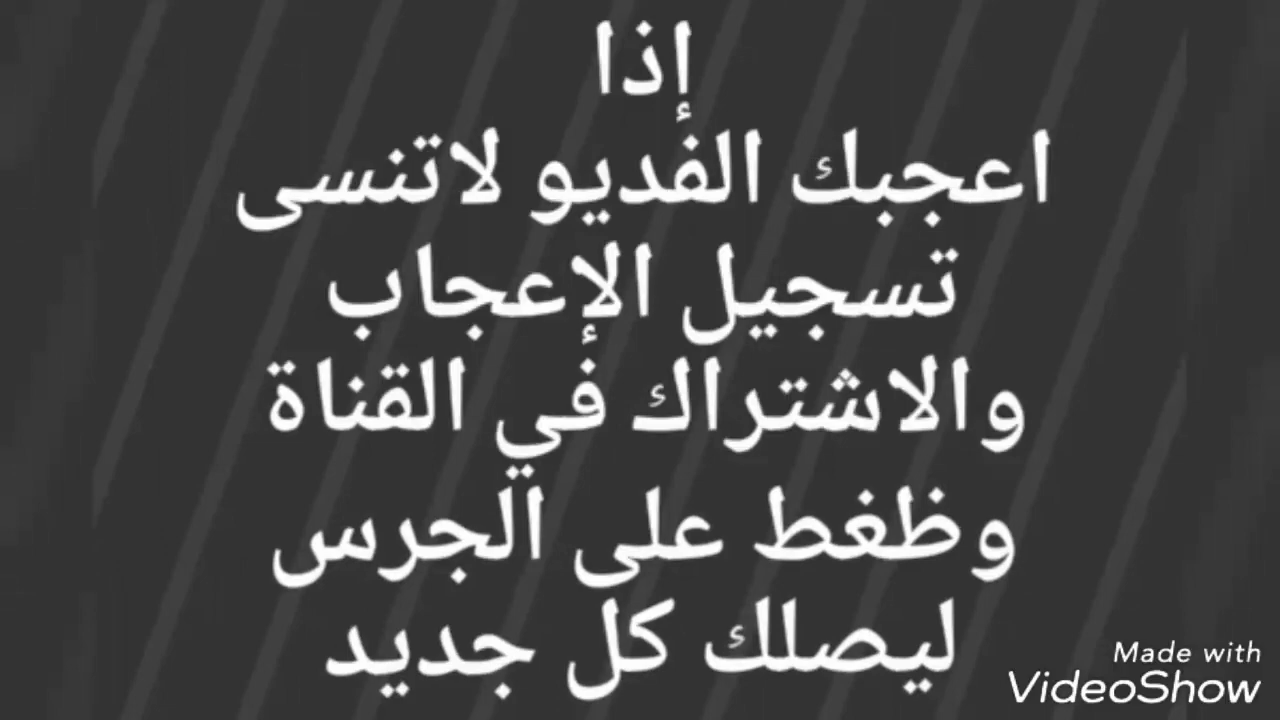 إذا
اعجبك الفديو لاتنسى
تسجيل الإعجاب
والاشتراك في القناة
وظغط على الجرس
ليصلك كل جديد
Made with
VideoShow